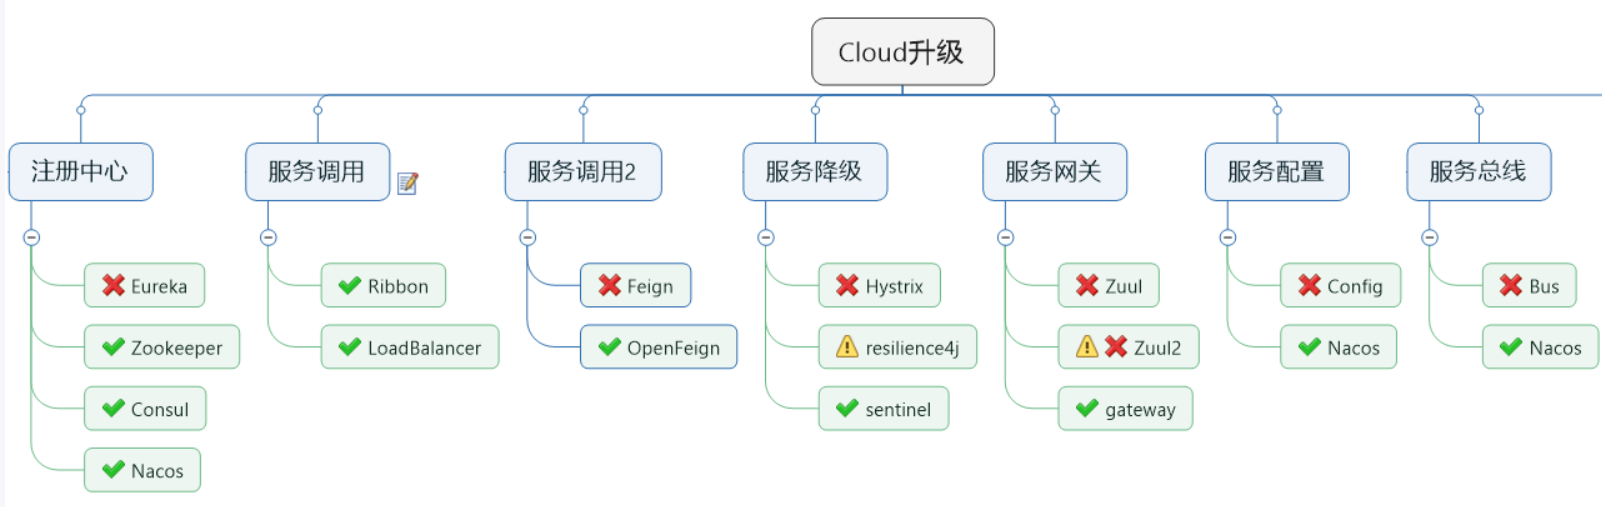 Cloud升级
注册中心
Eureka
Zookeeper
Consul
Nacos
服务调用
Ribbon
LoadBalancer
服务调用2
Feign
OpenFeign
服务降级
Hystrix
resilience4j
sentinel
服务网关
Zuul
Zuul2
gateway
服务配置
Config
Nacos
服务总线
Bus
Nacos